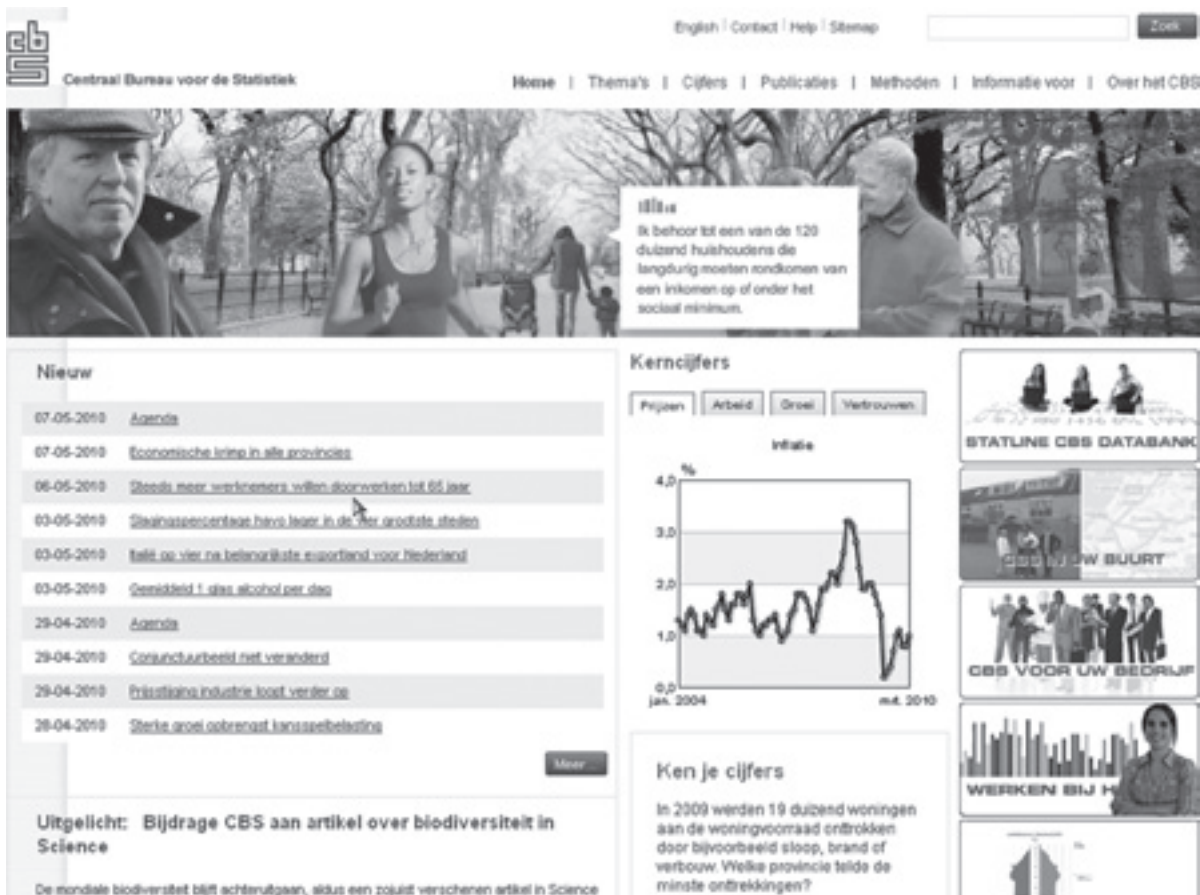 English | Contact | Help | Sitemap
Zoek
cbs
Centraal Bureau voor de Statistiek
Home | Thema's | Cijfers | Publicaties | Methoden | Informatie voor | Over het CBS
Ik behoor tot een van de 120
duizend huishoudens die
langdurig moeten rondkomen van
een inkomen op of onder het
sociaal minimum.
Nieuw
07-05-2010 Agenda
07-05-2010 Economische krimp in alle provincies
06-05-2010 Steeds meer werknemers willen doorwerken tot 65 jaar
03-05-2010 Slagingspercentage havo lager in de vier grootste steden
03-05-2010 Italië op vier na belangrijkste exportland voor Nederland
03-05-2010 Gemiddeld 1 glas alcohol per dag
29-04-2010 Agenda
29-04-2010 Conjunctuurbeeld niet veranderd
29-04-2010 Prijsstijging industrie loopt verder op
28-04-2010 Sterke groei opbrengst kansspelbelasting
Meer...
Uitgelicht: Bijdrage CBS aan artikel over biodiversiteit in
Science
De mondiale biodiversiteit blijft achteruitgaan, aldus een zojuist verschenen artikel in Science
Kerncijfers
Prijzen Arbeid Groei Vertrouwen
Inflatie
%
4,0
3,0
2,0
1,0
0,0
jan. 2004 mrt. 2010
Ken je cijfers
In 2009 werden 19 duizend woningen
aan de woningvoorraad onttrokken
door bijvoorbeeld sloop, brand of
verbouw. Welke provincie telde de
minste onttrekkingen?
STATLINE CBS DATABANK
CBS IN UW BUURT
CBS VOOR UW BEDRIJF
WERKEN BIJ H